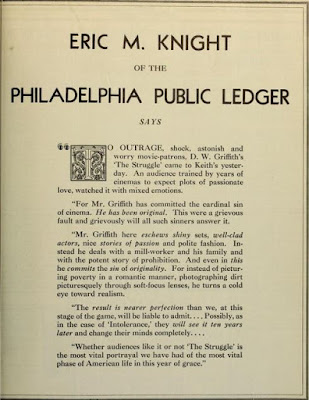 ERIC M. KNIGHT
OF THE
PHILADELPHIA PUBLIC LEDGER
SAYS
"TO OUTRAGE, shock, astonish and
worry movie-patrons, D. W. Griffith's
'The Struggle' came to Keith's yester-
day. An audience trained by years of
cinemas to expect plots of passionate
love, watched it with mixed emotions.
"For Mr. Griffith has committed the cardinal sin
of cinema. He has been original. This was a grievous
fault and grievously will all such sinners answer it.
"Mr. Griffith here eschews shiny sets, well-clad
actors, nice stories of passion and polite fashion. In-
stead he deals with a mill-worker and his family and
with the potent story of prohibition. And even in this
he commits the sin of originality. For instead of pictur-
ing poverty in a romantic manner, photographing dirt
picturesquely through soft-focus lenses, he turns a cold
eye toward realism.
"The result is nearer perfection than we, at this
stage of the game, will be liable to admit. . . . Possibly, as
in the case of 'Intolerance,' they will see it ten years
later and change their minds completely. . . .
"Whether audiences like it or not 'The Struggle' is
the most vital portrayal we have had of the most vital
phase of American life in this year of grace."